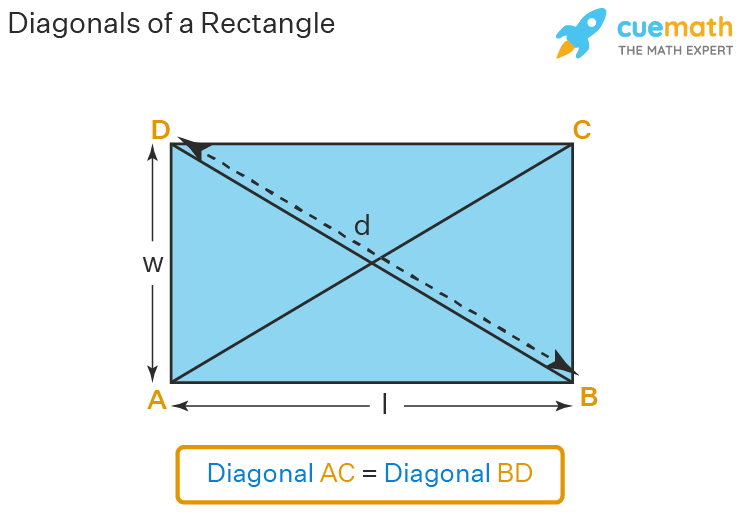 Diagonals of a Rectangle
cuemath
THE MATH EXPERT
D
C
d
w
A
l
B
Diagonal AC = Diagonal BD